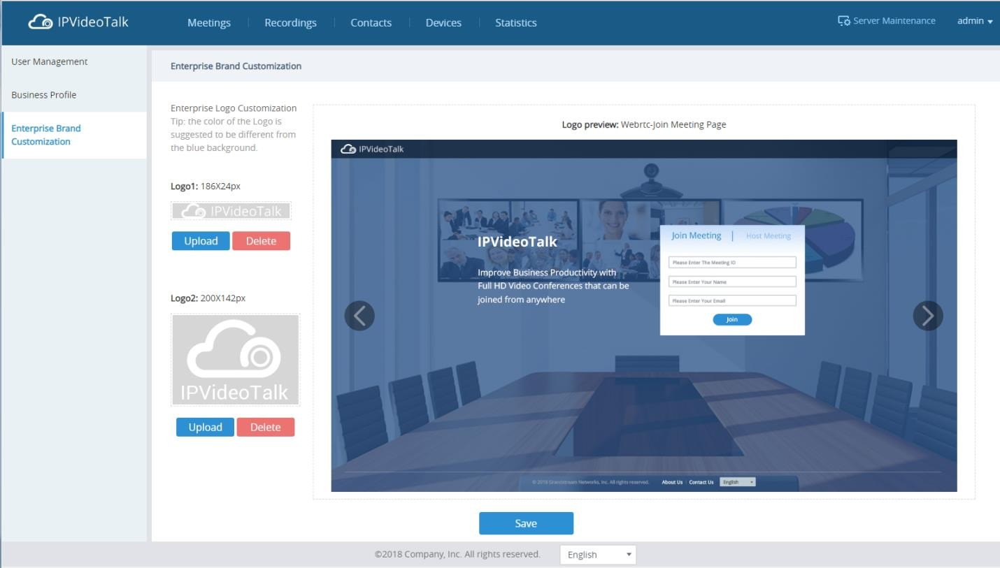 IPVideoTalk
Meetings
Recordings
Contacts
Devices
Statistics
Server Maintenance
admin
User Management
Business Profile
Enterprise Brand
Customization
Enterprise Brand Customization
Enterprise Logo Customization
Tip: the color of the Logo is
suggested to be different from
the blue background.
Logo1: 186X24px
IPVideoTalk
Upload
Delete
Logo2: 200X142px
IPVideoTalk
Upload
Delete
Logo preview: Webrtc-Join Meeting Page
IPVideoTalk
IPVideoTalk
Improve Business Productivity with
Full HD Video Conferences that can be
joined from anywhere
Join Meeting | Host Meeting
Please Enter The Meeting ID
Please Enter Your Name
Please Enter Your Email
Join
© 2018 Grandstream Networks, Inc. All rights reserved.
About Us | Contact Us
English
Save
©2018 Company, Inc. All rights reserved.
English